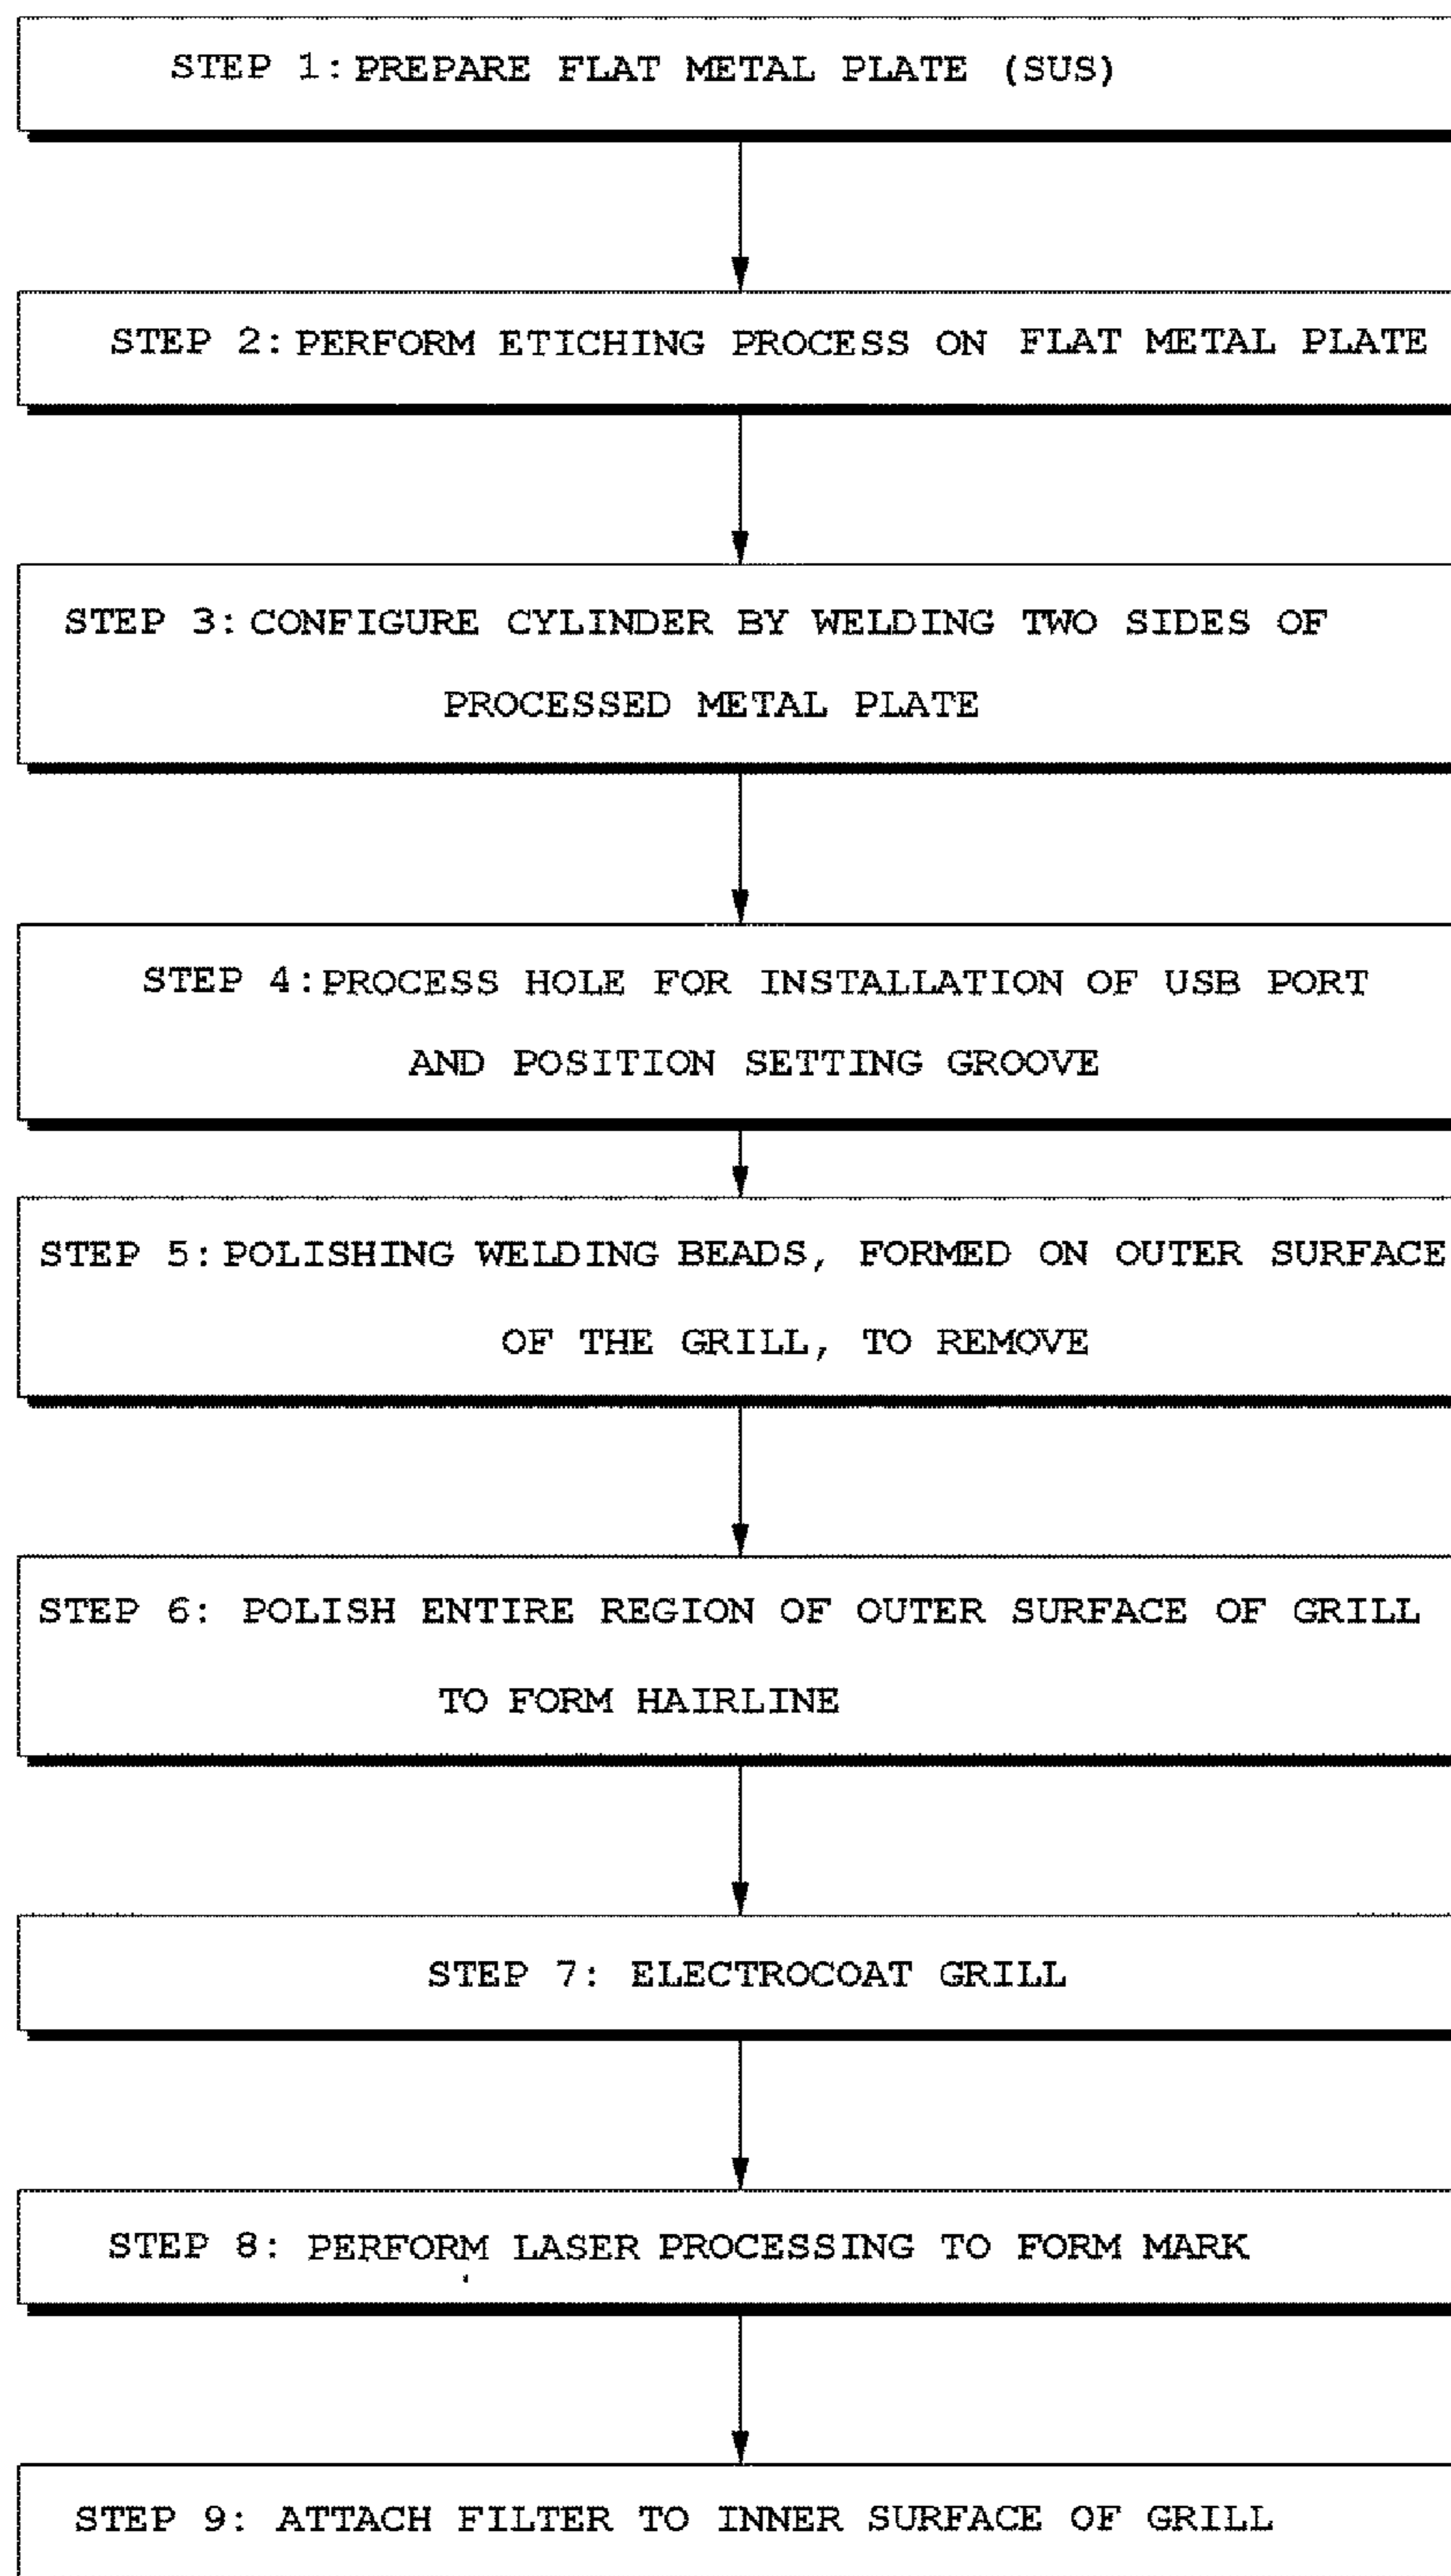 STEP 1: PREPARE FLAT METAL PLATE (SUS)
STEP 2: PERFORM ETICHING PROCESS ON FLAT METAL PLATE
STEP 3: CONFIGURE CYLINDER BY WELDING TWO SIDES OF
PROCESSED METAL PLATE
STEP 4: PROCESS HOLE FOR INSTALLATION OF USB PORT
AND POSITION SETTING GROOVE
STEP 5: POLISHING WELDING BEADS, FORMED ON OUTER SURFACE
OF THE GRILL, TO REMOVE
STEP 6: POLISH ENTIRE REGION OF OUTER SURFACE OF GRILL
TO FORM HAIRLINE
STEP 7: ELECTROCOAT GRILL
STEP 8: PERFORM LASER PROCESSING TO FORM MARK
STEP 9: ATTACH FILTER TO INNER SURFACE OF GRILL